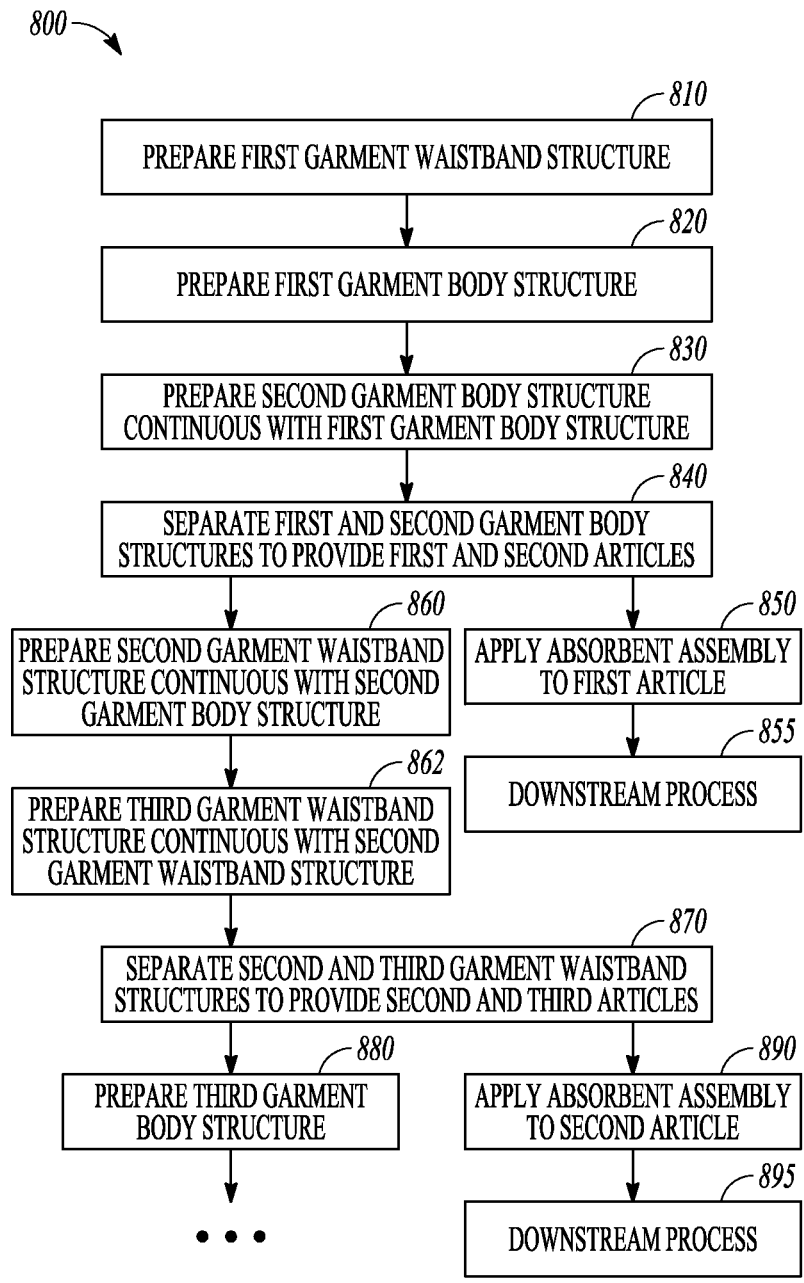 800
810
PREPARE FIRST GARMENT WAISTBAND STRUCTURE
820
PREPARE FIRST GARMENT BODY STRUCTURE
830
PREPARE SECOND GARMENT BODY STRUCTURE
CONTINUOUS WITH FIRST GARMENT BODY STRUCTURE
840
SEPARATE FIRST AND SECOND GARMENT BODY
STRUCTURES TO PROVIDE FIRST AND SECOND ARTICLES
860
PREPARE SECOND GARMENT WAISTBAND
STRUCTURE CONTINUOUS WITH SECOND
GARMENT BODY STRUCTURE
850
APPLY ABSORBENT ASSEMBLY
TO FIRST ARTICLE
855
DOWNSTREAM PROCESS
862
PREPARE THIRD GARMENT WAISTBAND
STRUCTURE CONTINUOUS WITH SECOND
GARMENT WAISTBAND STRUCTURE
870
SEPARATE SECOND AND THIRD GARMENT WAISTBAND
STRUCTURES TO PROVIDE SECOND AND THIRD ARTICLES
880
PREPARE THIRD GARMENT
BODY STRUCTURE
890
APPLY ABSORBENT ASSEMBLY
TO SECOND ARTICLE
895
DOWNSTREAM PROCESS